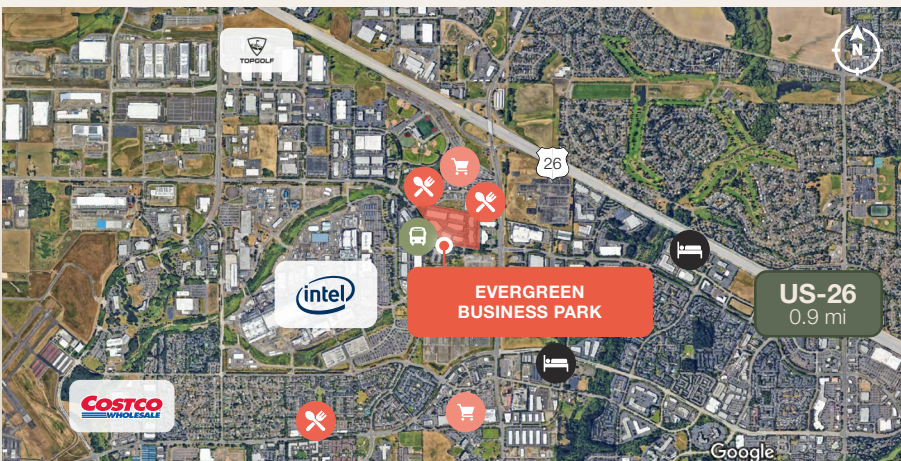 N
TOPGOLF
26
intel
EVERGREEN
BUSINESS PARK
US-26
0.9 mi
COSTCO
WHOLESALE
Google